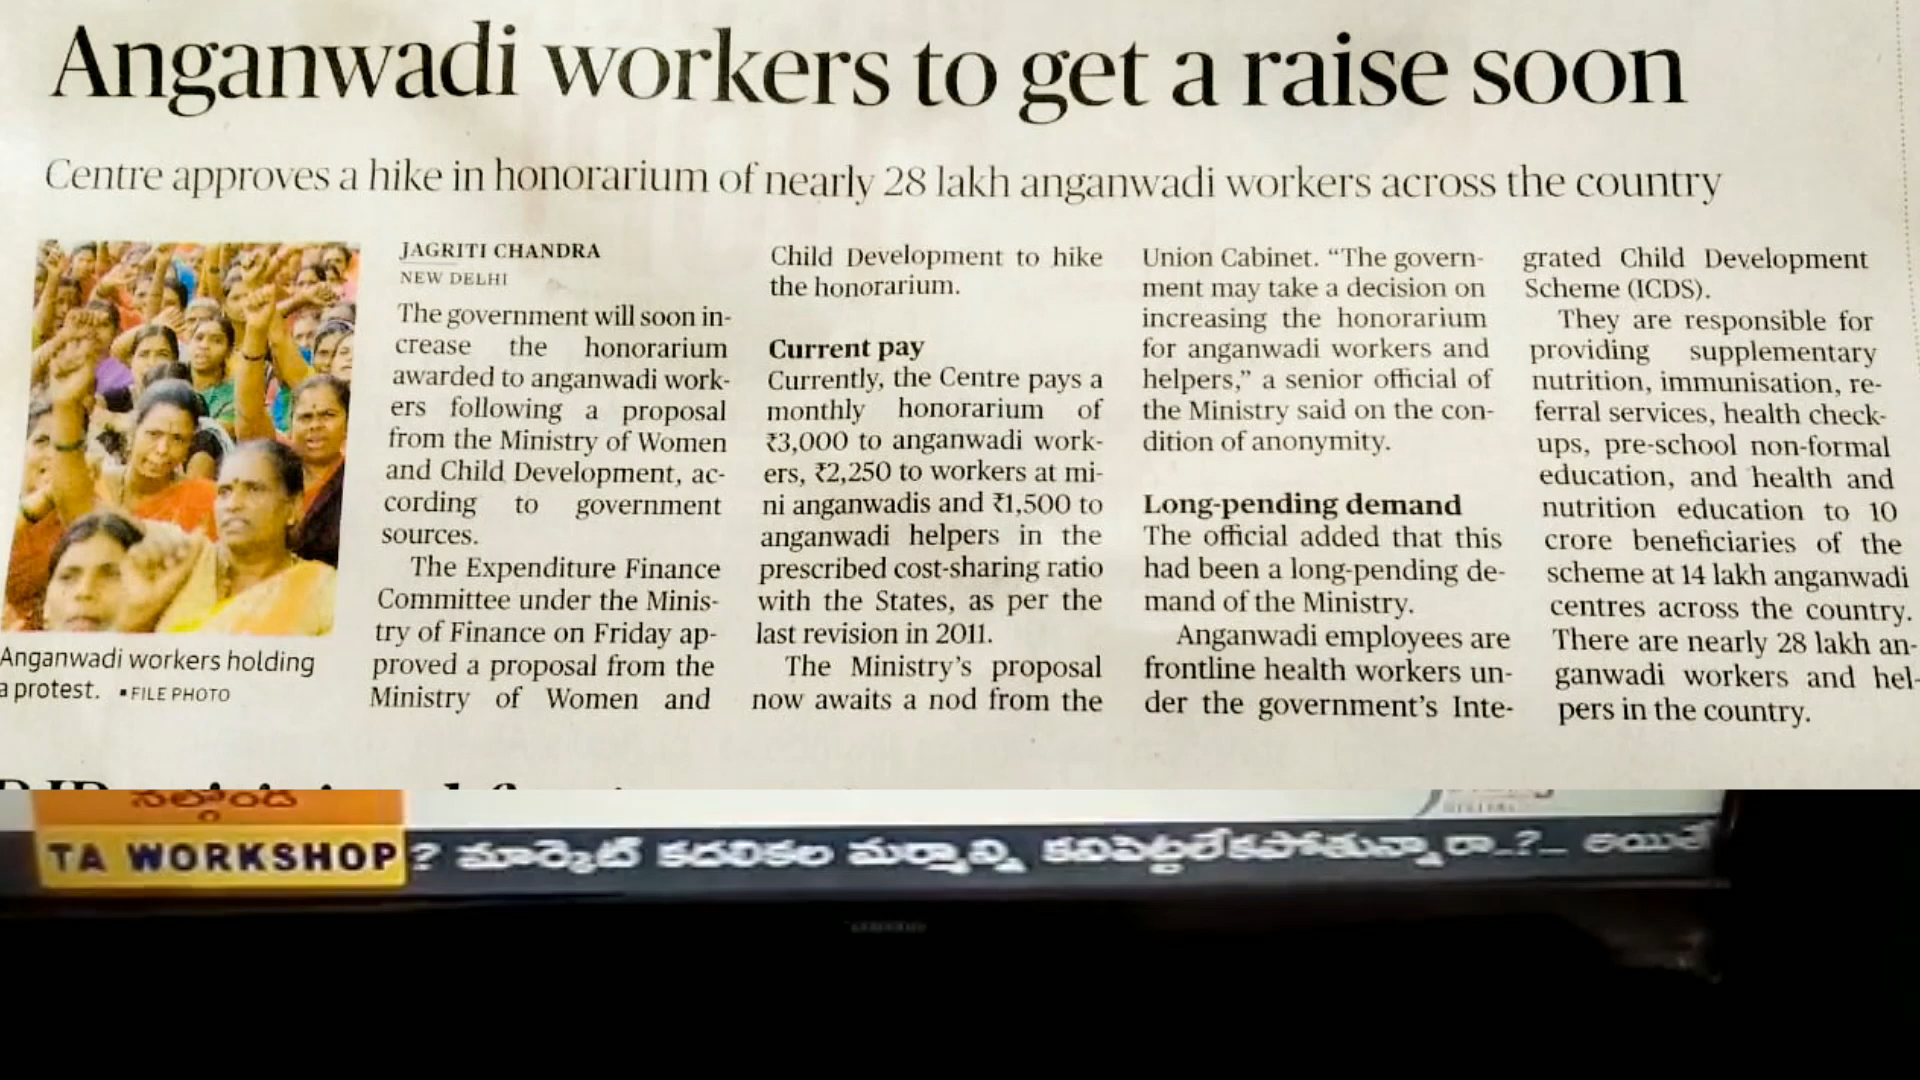 Anganwadi workers to get a raise soon
Centre approves a hike in honorarium of nearly 28 lakh anganwadi workers across the country
Anganwadi workers holding
a protest. ▪ FILE PHOTO
JAGRITI CHANDRA
NEW DELHI
The government will soon in-
crease the honorarium
awarded to anganwadi work-
ers following a proposal
from the Ministry of Women
and Child Development, ac-
cording to government
sources.
The Expenditure Finance
Committee under the Minis-
try of Finance on Friday ap-
proved a proposal from the
Ministry of Women and
Child Development to hike
the honorarium.
Current pay
Currently, the Centre pays a
monthly honorarium of
₹3,000 to anganwadi work-
ers, ₹2,250 to workers at mi-
ni anganwadis and ₹1,500 to
anganwadi helpers in the
prescribed cost-sharing ratio
with the States, as per the
last revision in 2011.
The Ministry's proposal
now awaits a nod from the
Union Cabinet. “The govern-
ment may take a decision on
increasing the honorarium
for anganwadi workers and
helpers,” a senior official of
the Ministry said on the con-
dition of anonymity.
Long-pending demand
The official added that this
had been a long-pending de-
mand of the Ministry.
Anganwadi employees are
frontline health workers un-
der the government's Inte-
grated Child Development
Scheme (ICDS).
They are responsible for
providing supplementary
nutrition, immunisation, re-
ferral services, health check-
ups, pre-school non-formal
education, and health and
nutrition education to 10
crore beneficiaries of the
scheme at 14 lakh anganwadi
centres across the country.
There are nearly 28 lakh an-
ganwadi workers and hel-
pers in the country.
నల్గొండ
TA WORKSHOP ? మార్కెట్ కదలికల మర్మాన్ని కనిపెట్టలేకపోతున్నారా..?.. అయితే